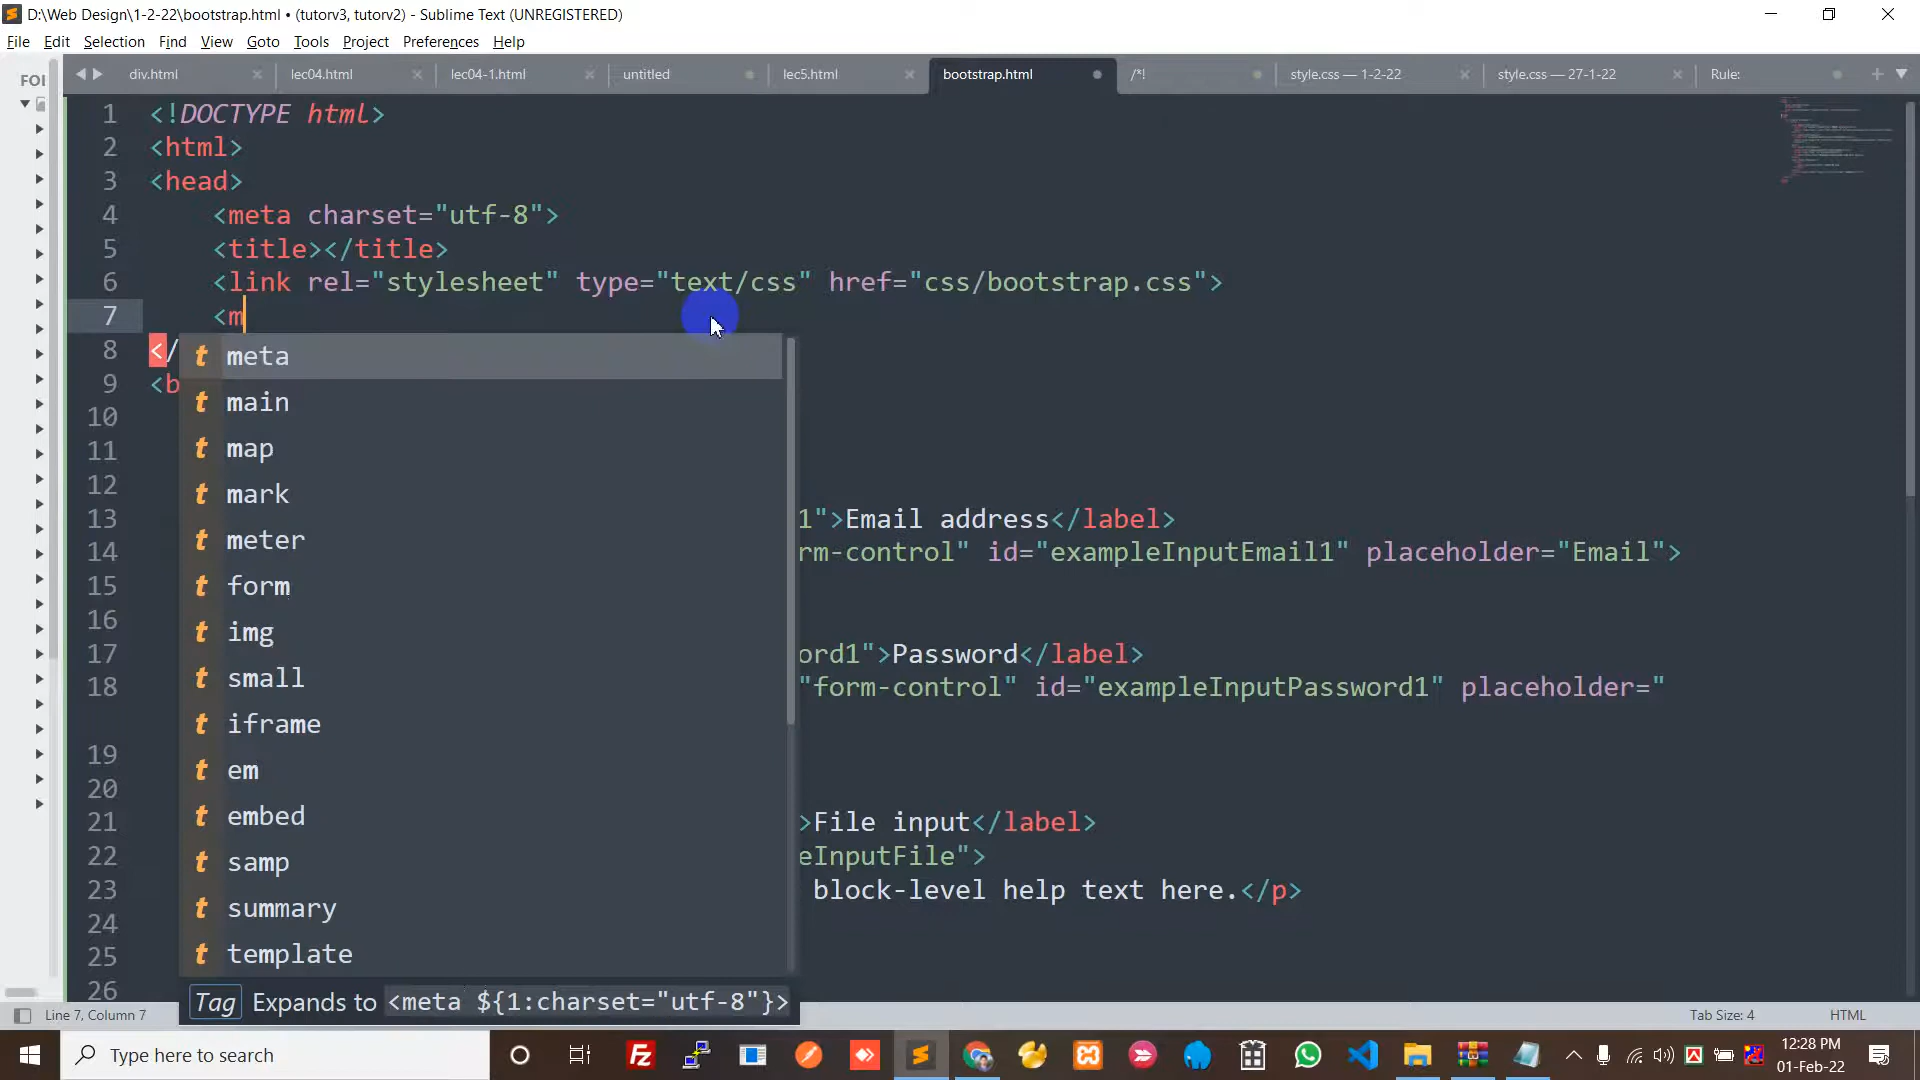 D:\Web Design\1-2-22\bootstrap.html • (tutorv3, tutorv2) - Sublime Text (UNREGISTERED)
File Edit Selection Find View Goto Tools Project Preferences Help
FOI
div.html lec04.html lec04-1.html untitled lec5.html bootstrap.html /*! style.css — 1-2-22 style.css — 27-1-22 Rule:
1 <!DOCTYPE html>
2 <html>
3 <head>
4 <meta charset="utf-8">
5 <title></title>
6 <link rel="stylesheet" type="text/css" href="css/bootstrap.css">
7 <m
8 </
9 <b
10
11
12
13 1">Email address</label>
14 rm-control" id="exampleInputEmail1" placeholder="Email">
15
16
17 ord1">Password</label>
18 "form-control" id="exampleInputPassword1" placeholder="
19
20
21 >File input</label>
22 eInputFile">
23 block-level help text here.</p>
24
25
26
t meta
t main
t map
t mark
t meter
t form
t img
t small
t iframe
t em
t embed
t samp
t summary
t template
Tag Expands to <meta ${1:charset="utf-8"}>
Line 7, Column 7 Tab Size: 4 HTML
Type here to search
12:28 PM
01-Feb-22